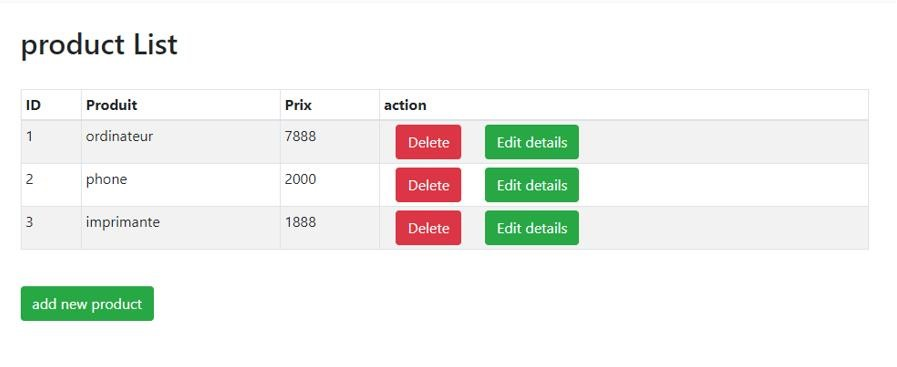 product List
ID Produit Prix action
1 ordinateur 7888 Delete Edit details
2 phone 2000 Delete Edit details
3 imprimante 1888 Delete Edit details
add new product